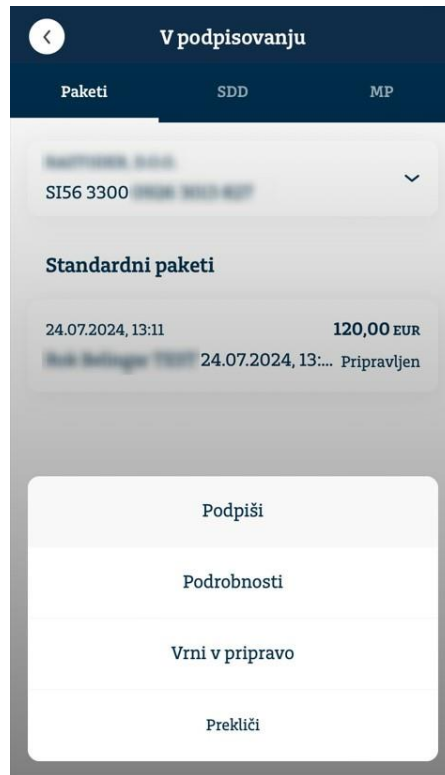 V podpisovanju
Paketi SDD MP
SI56 3300
Standardni paketi
24.07.2024, 13:11 120,00 EUR
24.07.2024, 13:... Pripravljen
Podpiši
Podrobnosti
Vrni v pripravo
Prekliči